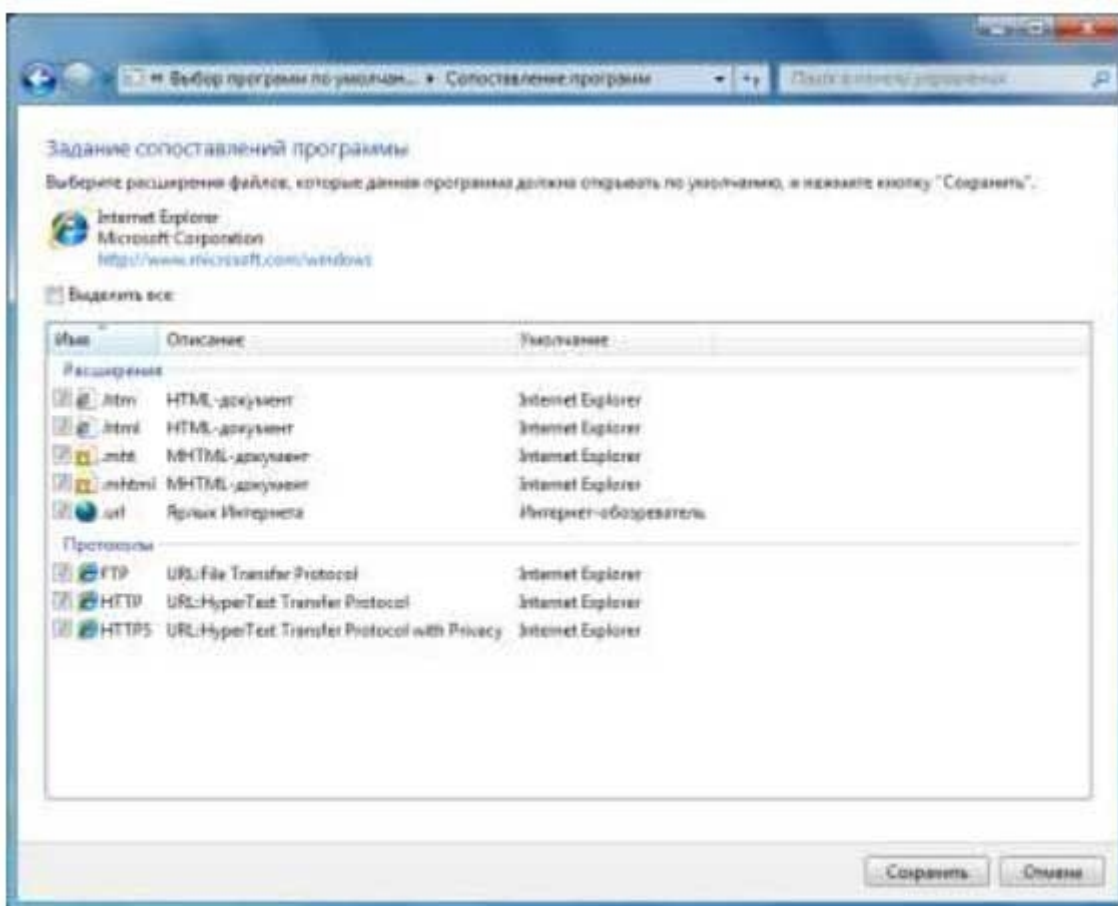 « Выбор программ по умолчан... ▸ Сопоставление программ
Поиск в панели управления
Задание сопоставлений программы
Выберите расширения файлов, которые данная программа должна открывать по умолчанию, и нажмите кнопку "Сохранить".
Internet Explorer
Microsoft Corporation
http://www.microsoft.com/windows
Выделить все
Имя Описание Умолчание
Расширения
.htm HTML-документ Internet Explorer
.html HTML-документ Internet Explorer
.mht MHTML-документ Internet Explorer
.mhtml MHTML-документ Internet Explorer
.url Ярлык Интернета Интернет-обозреватель
Протоколы
FTP URL:File Transfer Protocol Internet Explorer
HTTP URL:HyperText Transfer Protocol Internet Explorer
HTTPS URL:HyperText Transfer Protocol with Privacy Internet Explorer
Сохранить Отмена